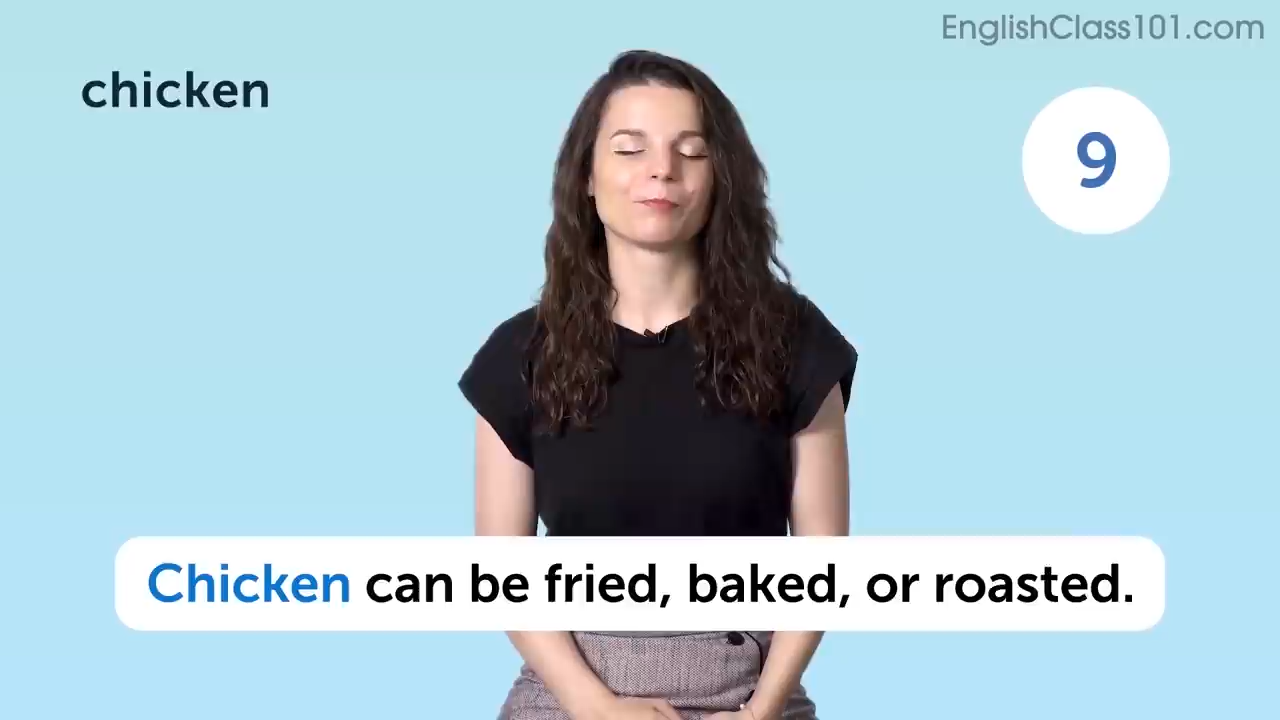 EnglishClass101.com
chicken
9
Chicken can be fried, baked, or roasted.